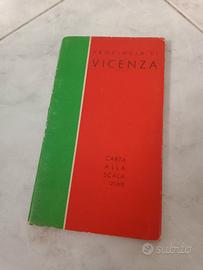 PROVINCIA DI
VICENZA
CARTA
ALLA
SCALA
subito